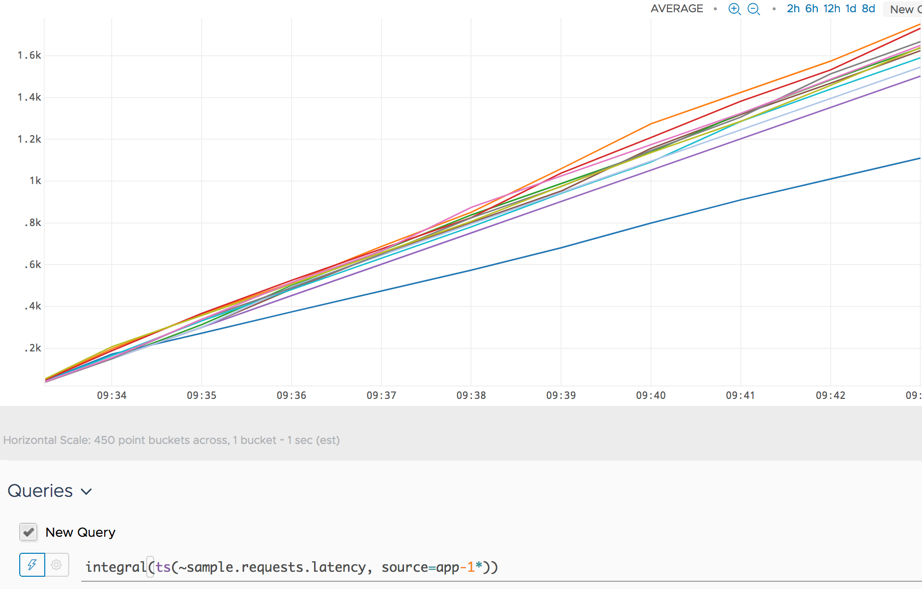 AVERAGE • • 2h 6h 12h 1d 8d New
1.6k
1.4k
1.2k
1k
.8k
.6k
.4k
.2k
09:34 09:35 09:36 09:37 09:38 09:39 09:40 09:41 09:42 09:
Horizontal Scale: 450 point buckets across, 1 bucket ~ 1 sec (est)
Queries
New Query
integral(ts(~sample.requests.latency, source=app-1*))